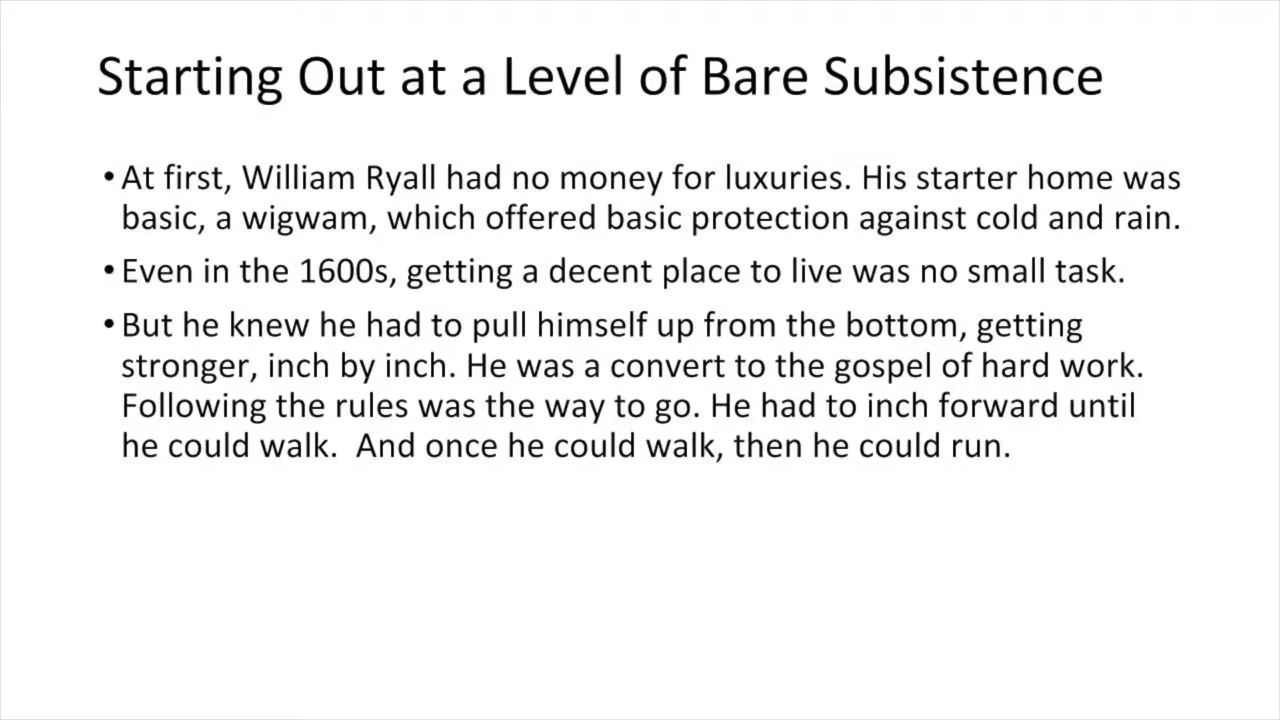 Starting Out at a Level of Bare Subsistence
• At first, William Ryall had no money for luxuries. His starter home was
basic, a wigwam, which offered basic protection against cold and rain.
• Even in the 1600s, getting a decent place to live was no small task.
• But he knew he had to pull himself up from the bottom, getting
stronger, inch by inch. He was a convert to the gospel of hard work.
Following the rules was the way to go. He had to inch forward until
he could walk.  And once he could walk, then he could run.